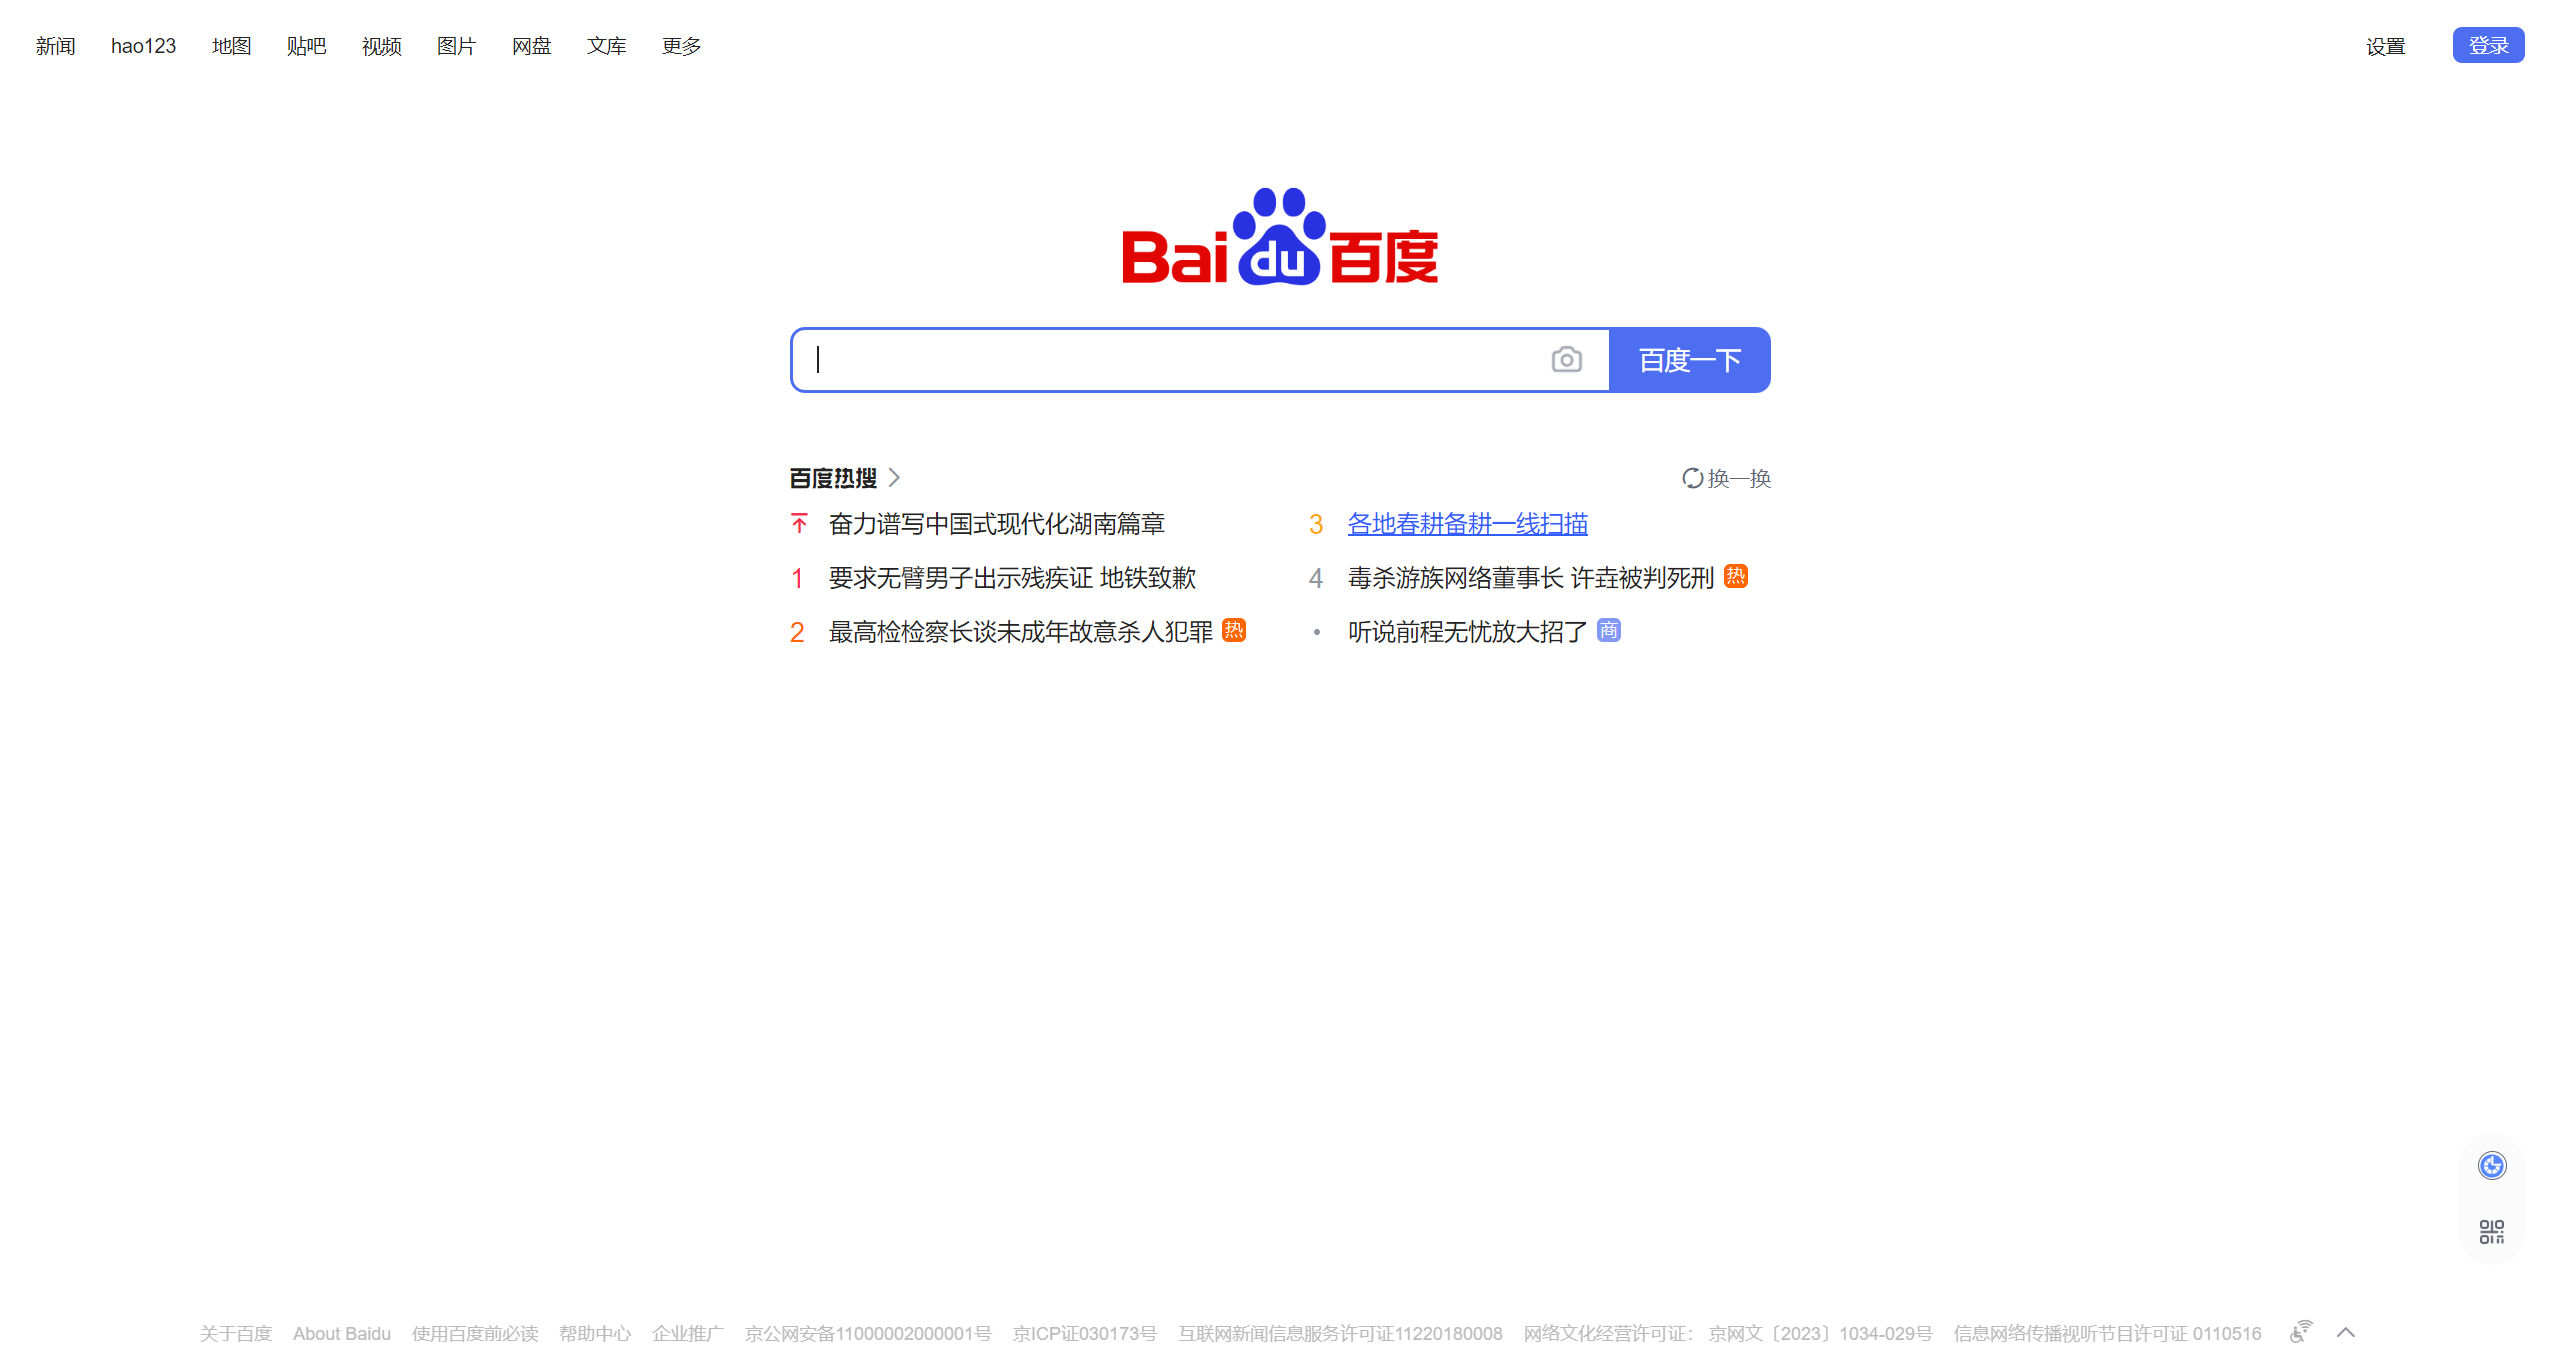 新闻 hao123 地图 贴吧 视频 图片 网盘 文库 更多 设置 登录
Bai du 百度
百度一下
百度热搜 换一换
奋力谱写中国式现代化湖南篇章
1 要求无臂男子出示残疾证 地铁致歉
2 最高检检察长谈未成年故意杀人犯罪 热
3 各地春耕备耕一线扫描
4 毒杀游族网络董事长 许垚被判死刑 热
• 听说前程无忧放大招了 商
关于百度 About Baidu 使用百度前必读 帮助中心 企业推广 京公网安备11000002000001号 京ICP证030173号 互联网新闻信息服务许可证11220180008 网络文化经营许可证： 京网文〔2023〕1034-029号 信息网络传播视听节目许可证 0110516